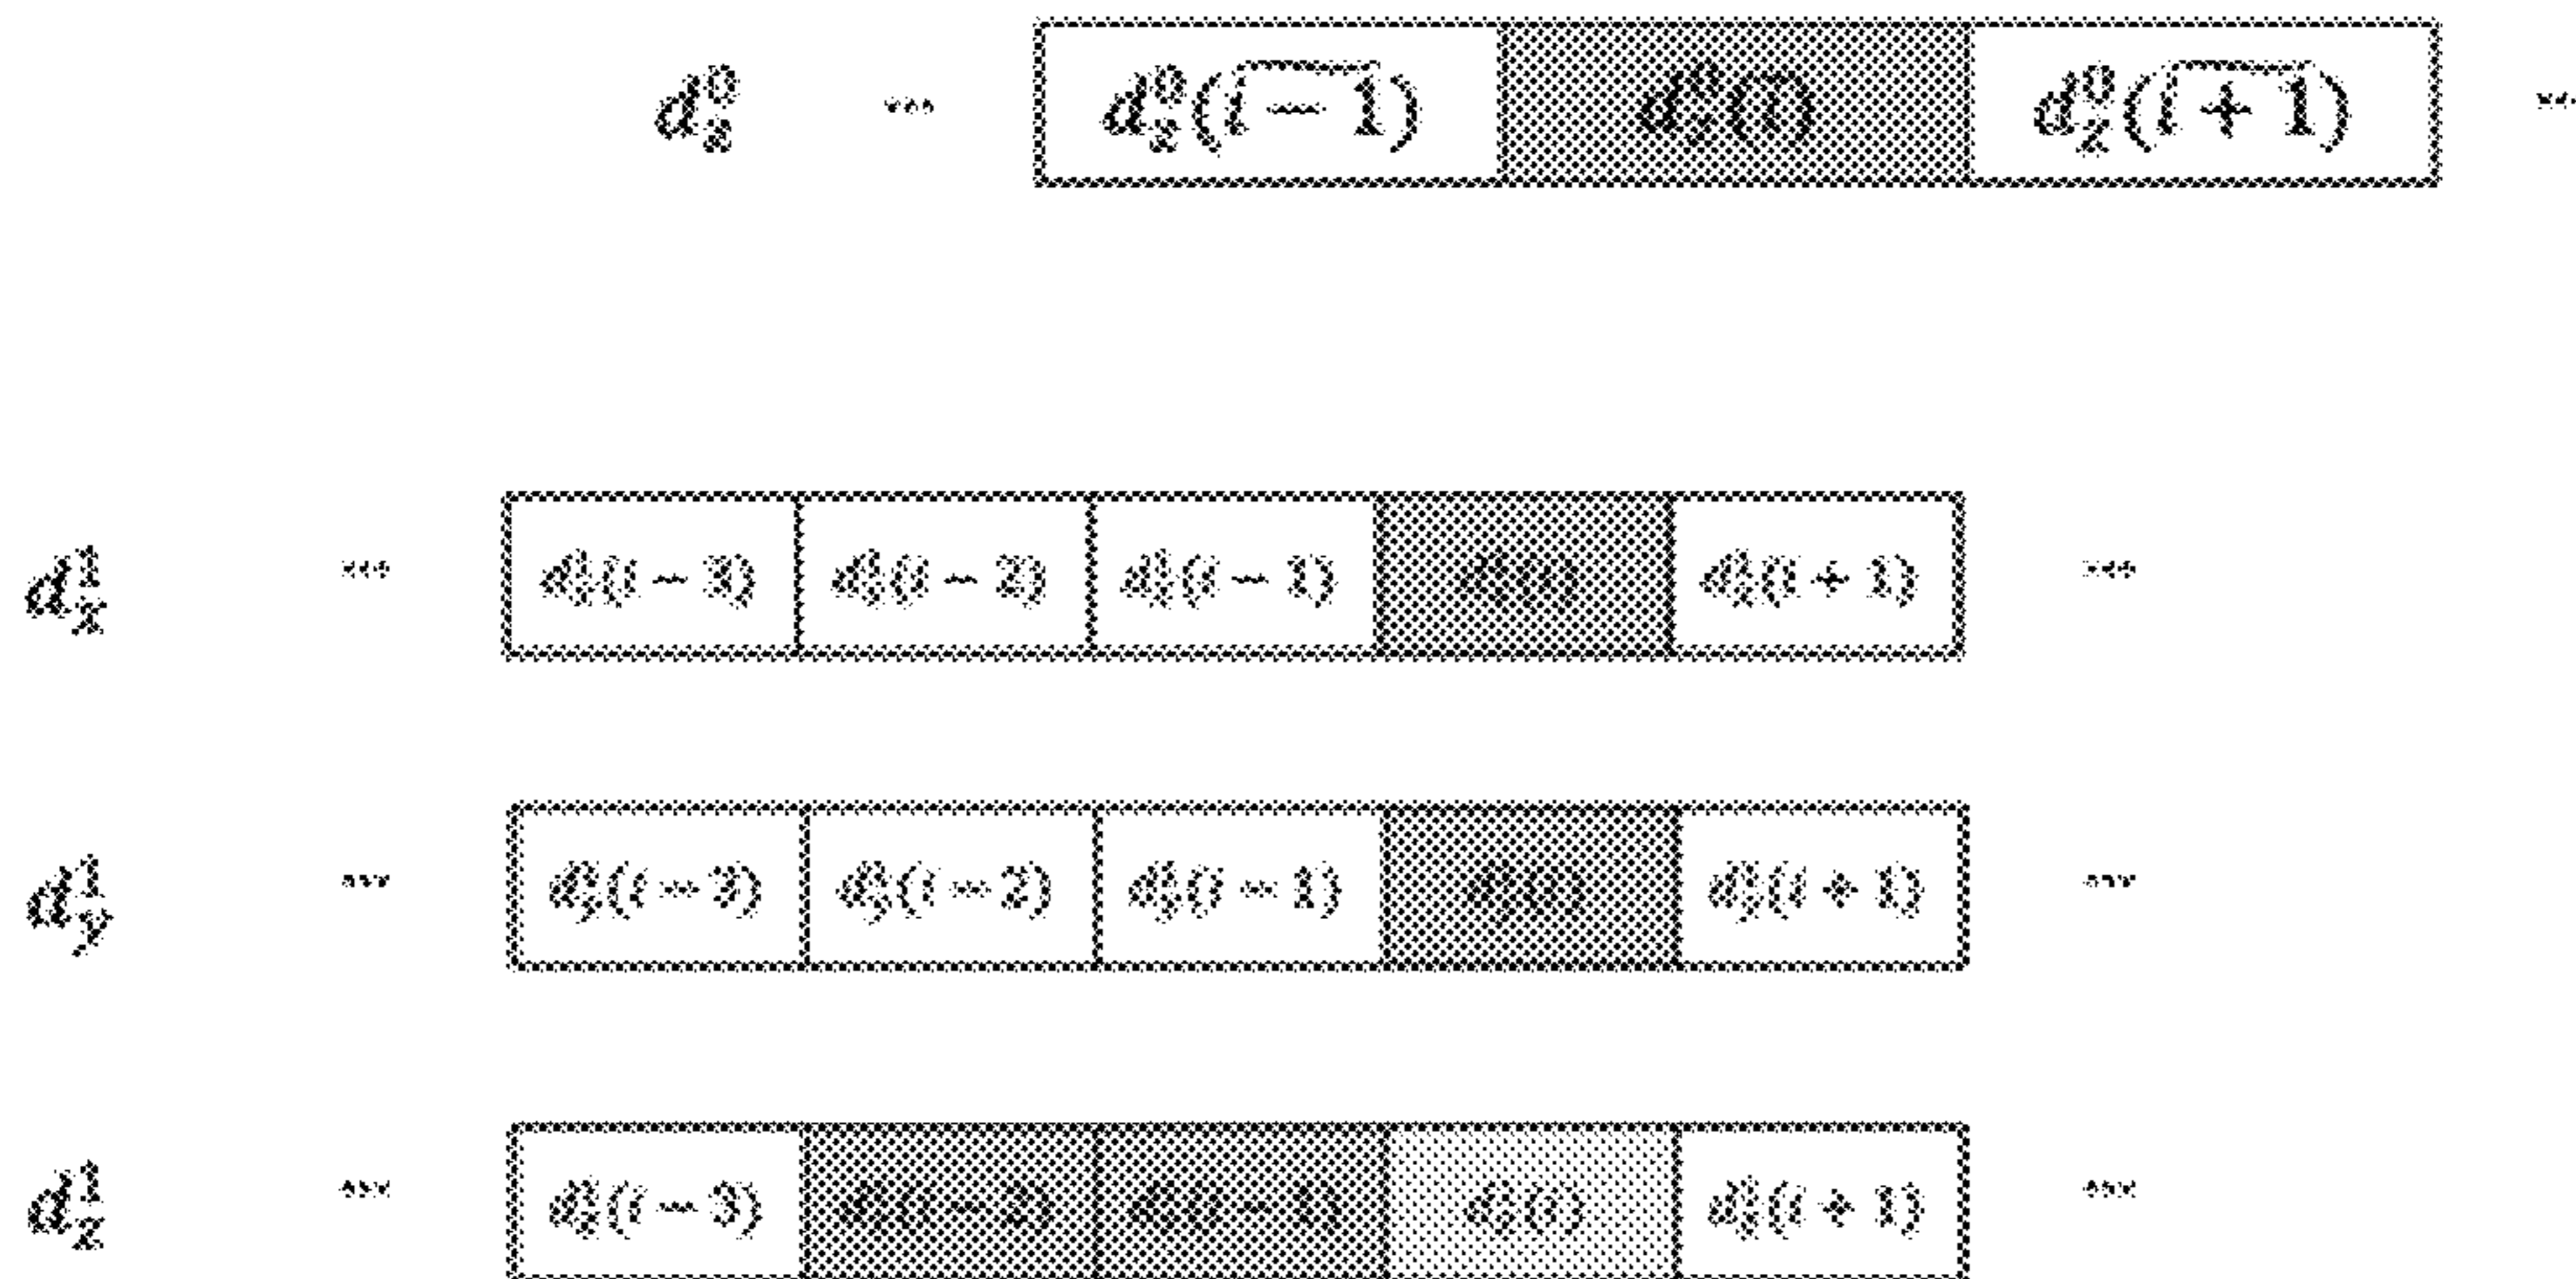 d_z^0 ... d_z^0(\overline{i − 1}) d_z^0(\overline{i}) d_z^0(\overline{i + 1}) ...
d_x^1 ... d_x^1(i − 3) d_x^1(i − 2) d_x^1(i − 1) d_x^1(i) d_x^1(i + 1) ...
d_y^1 ... d_y^1(i − 3) d_y^1(i − 2) d_y^1(i − 1) d_y^1(i) d_y^1(i + 1) ...
d_z^1 ... d_z^1(i − 3) d_z^1(i − 2) d_z^1(i − 1) d_z^1(i) d_z^1(i + 1) ...